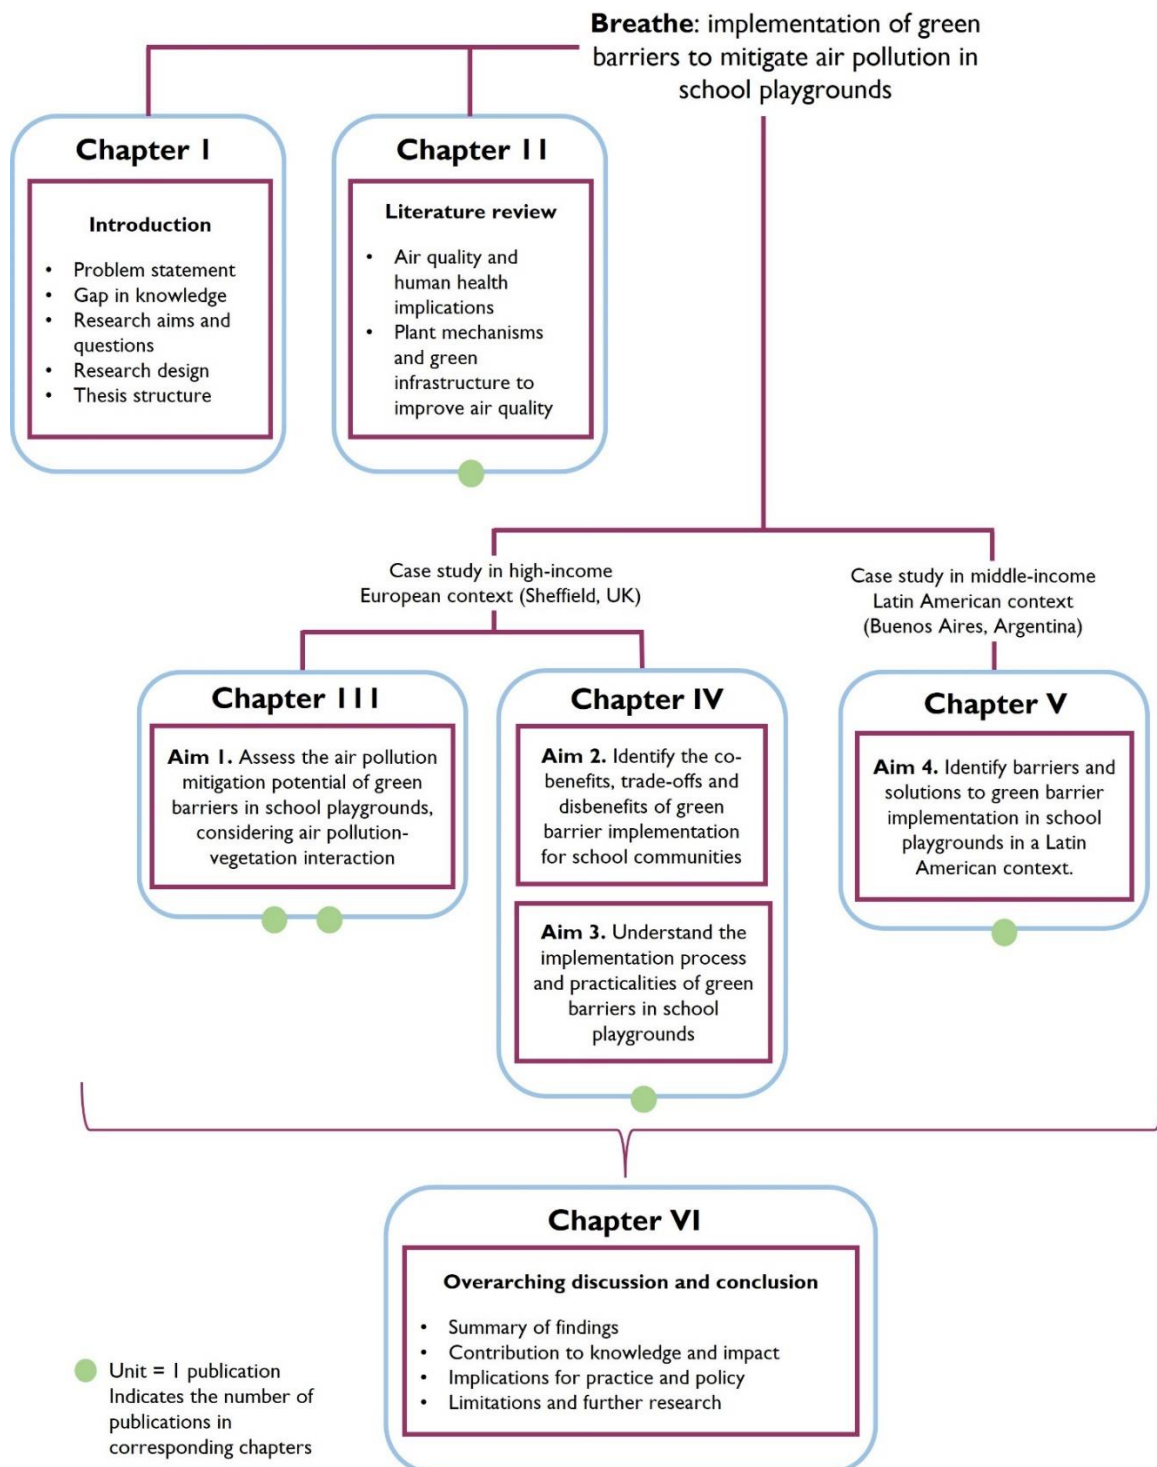 Breathe: implementation of green
barriers to mitigate air pollution in
school playgrounds
Chapter I
Introduction
• Problem statement
• Gap in knowledge
• Research aims and
questions
• Research design
• Thesis structure
Chapter 11
Literature review
• Air quality and
human health
implications
• Plant mechanisms
and green
infrastructure to
improve air quality
Case study in high-income
European context (Sheffield, UK)
Case study in middle-income
Latin American context
(Buenos Aires, Argentina)
Chapter 111
Aim 1. Assess the air pollution
mitigation potential of green
barriers in school playgrounds,
considering air pollution-
vegetation interaction
Chapter IV
Aim 2. Identify the co-
benefits, trade-offs and
disbenefits of green
barrier implementation
for school communities
Aim 3. Understand the
implementation process
and practicalities of green
barriers in school
playgrounds
Chapter V
Aim 4. Identify barriers and
solutions to green barrier
implementation in school
playgrounds in a Latin
American context.
Chapter VI
Overarching discussion and conclusion
• Summary of findings
• Contribution to knowledge and impact
• Implications for practice and policy
• Limitations and further research
Unit = 1 publication
Indicates the number of
publications in
corresponding chapters